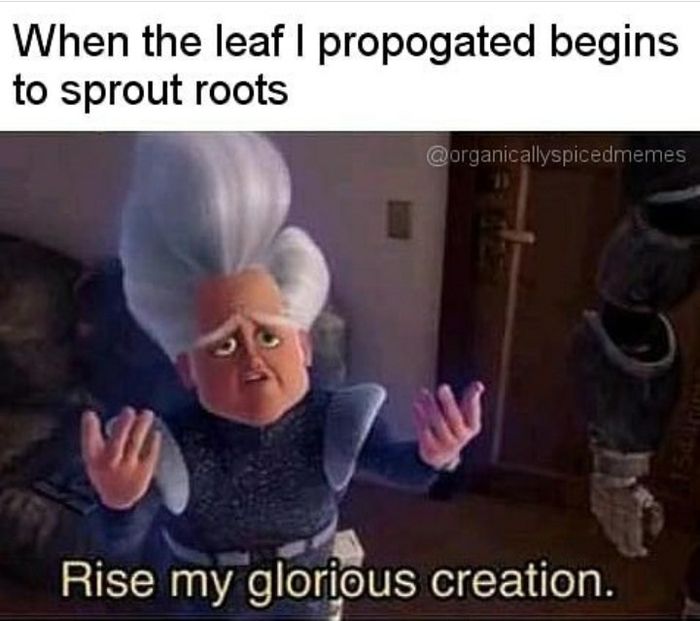 When the leaf I propogated begins
to sprout roots
@organicallyspicedmemes
Rise my glorious creation.